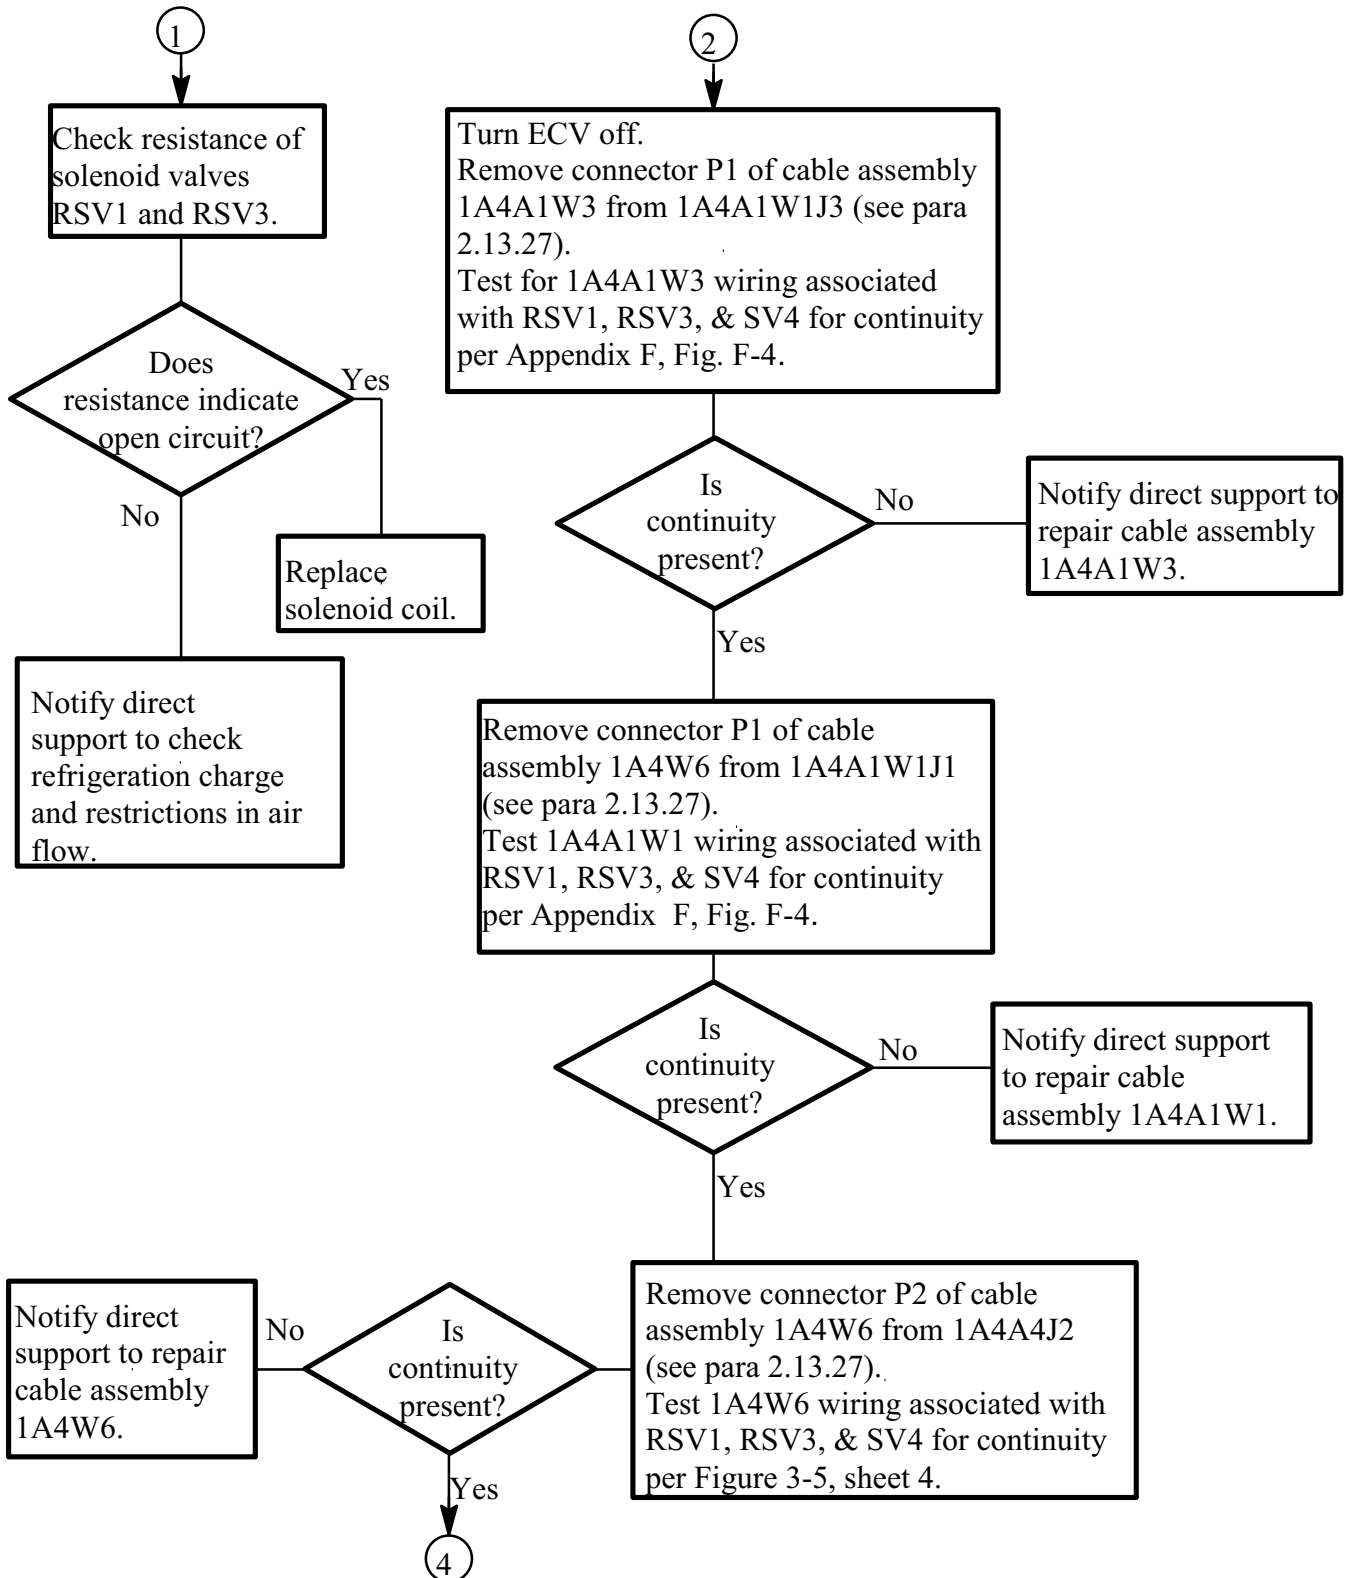 1
Check resistance of
solenoid valves
RSV1 and RSV3.
Does
resistance indicate
open circuit?
Yes
No
Replace
solenoid coil.
Notify direct
support to check
refrigeration charge
and restrictions in air
flow.
2
Turn ECV off.
Remove connector P1 of cable assembly
1A4A1W3 from 1A4A1W1J3 (see para
2.13.27).
Test for 1A4A1W3 wiring associated
with RSV1, RSV3, & SV4 for continuity
per Appendix F, Fig. F-4.
Is
continuity
present?
No
Notify direct support to
repair cable assembly
1A4A1W3.
Yes
Remove connector P1 of cable
assembly 1A4W6 from 1A4A1W1J1
(see para 2.13.27).
Test 1A4A1W1 wiring associated with
RSV1, RSV3, & SV4 for continuity
per Appendix  F, Fig. F-4.
Is
continuity
present?
No
Notify direct support
to repair cable
assembly 1A4A1W1.
Yes
Remove connector P2 of cable
assembly 1A4W6 from 1A4A4J2
(see para 2.13.27).
Test 1A4W6 wiring associated with
RSV1, RSV3, & SV4 for continuity
per Figure 3-5, sheet 4.
Is
continuity
present?
No
Notify direct
support to repair
cable assembly
1A4W6.
Yes
4